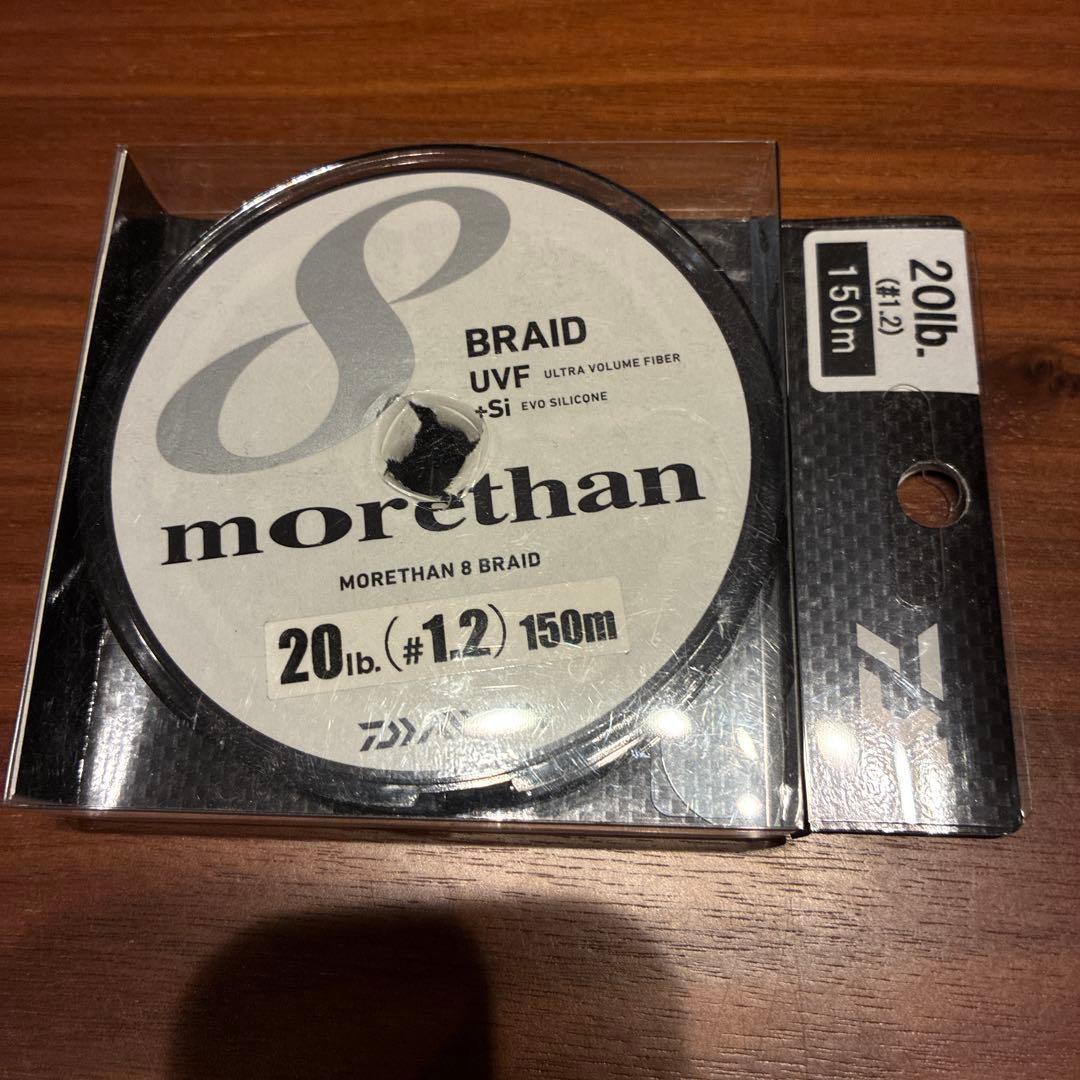 8
BRAID
UVF ULTRA VOLUME FIBER
+Si EVO SILICONE
morethan
MORETHAN 8 BRAID
20lb. (#1.2) 150m
20lb.
(#1.2)
150m